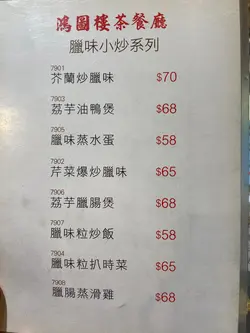 鴻圖樓茶餐廳
臘味小炒系列
7901
芥蘭炒臘味 $70
7903
荔芋油鴨煲 $68
7905
臘味蒸水蛋 $58
7902
芹菜爆炒臘味 $65
7906
荔芋臘腸煲 $68
7907
臘味粒炒飯 $58
7904
臘味粒扒時菜 $65
7908
臘腸蒸滑雞 $68